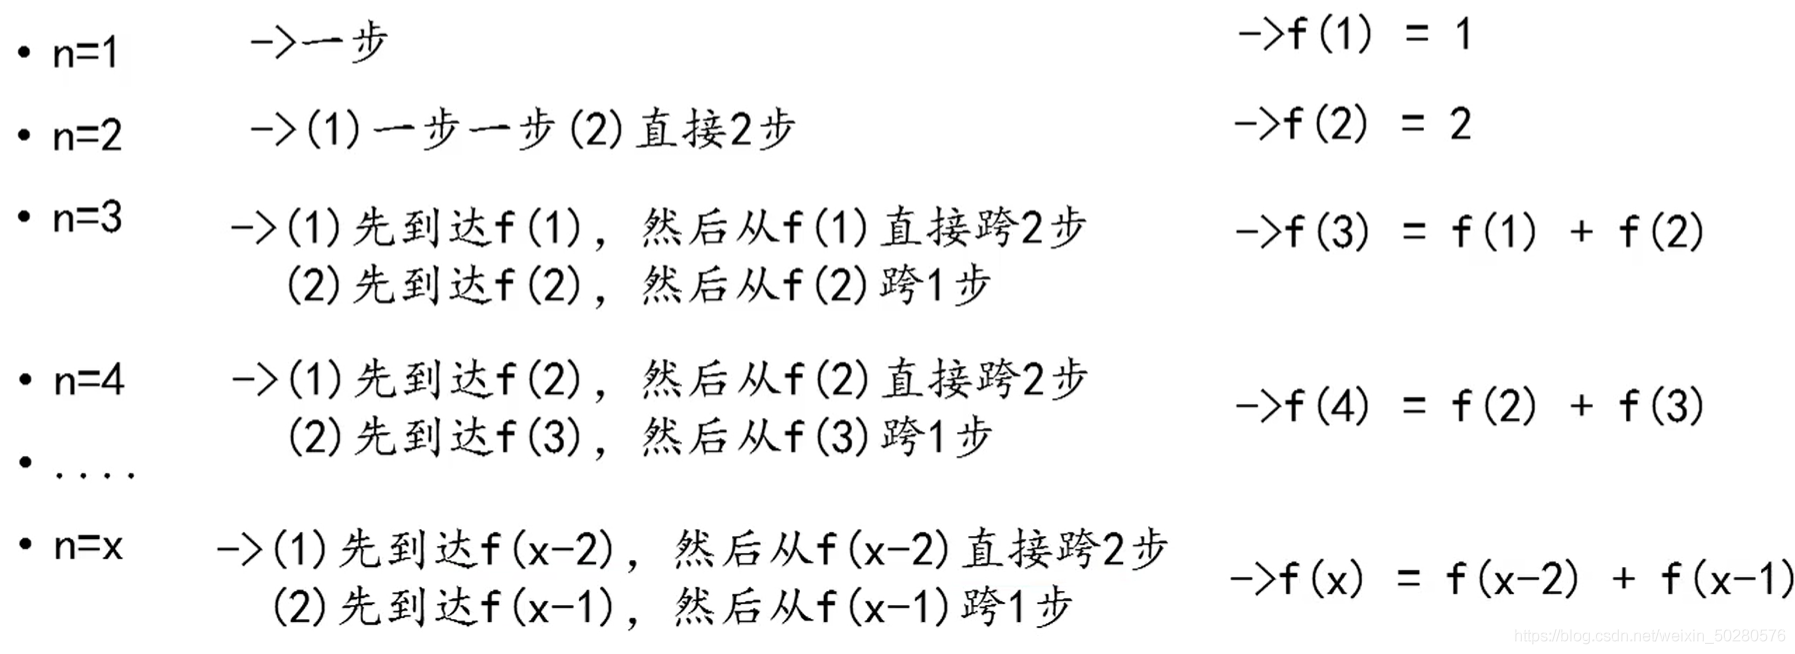 • n=1 ->一步 ->f(1) = 1
• n=2 ->(1)一步一步(2)直接2步 ->f(2) = 2
• n=3 ->(1)先到达f(1)，然后从f(1)直接跨2步 ->f(3) = f(1) + f(2)
(2)先到达f(2)，然后从f(2)跨1步
• n=4 ->(1)先到达f(2)，然后从f(2)直接跨2步 ->f(4) = f(2) + f(3)
(2)先到达f(3)，然后从f(3)跨1步
• ....
• n=x ->(1)先到达f(x-2)，然后从f(x-2)直接跨2步 ->f(x) = f(x-2) + f(x-1)
(2)先到达f(x-1)，然后从f(x-1)跨1步
https://blog.csdn.net/weixin_50280576